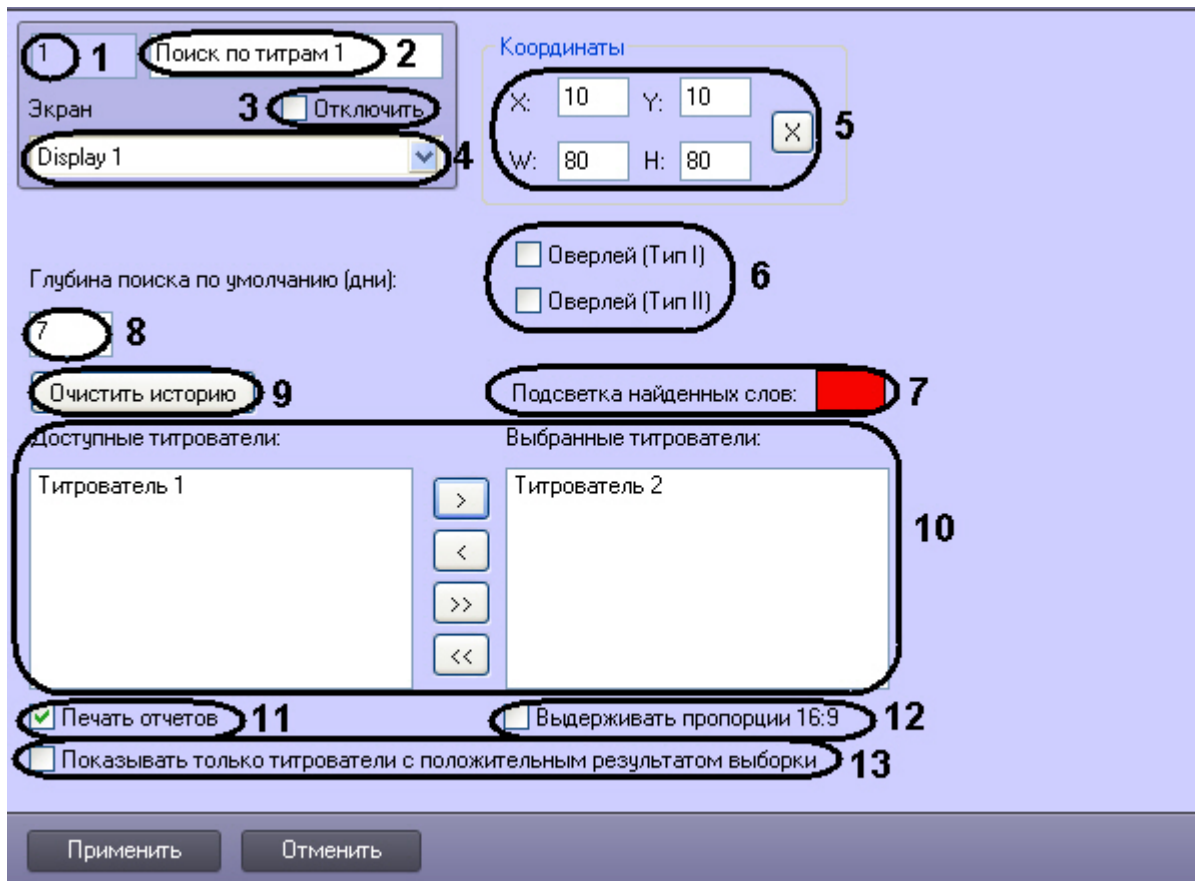 1 1 Поиск по титрам 1 2
Экран 3 Отключить
Display 1 4
Координаты
X: 10 Y: 10
X 5
W: 80 H: 80
Оверлей (Тип I)
Оверлей (Тип II)
6
Глубина поиска по умолчанию (дни):
7 8
Очистить историю 9
Подсветка найденных слов: 7
Доступные титрователи:
Титрователь 1
>
<
>>
<<
Выбранные титрователи:
Титрователь 2
10
Печать отчетов 11
Выдерживать пропорции 16:9 12
Показывать только титрователи с положительным результатом выборки 13
Применить Отменить